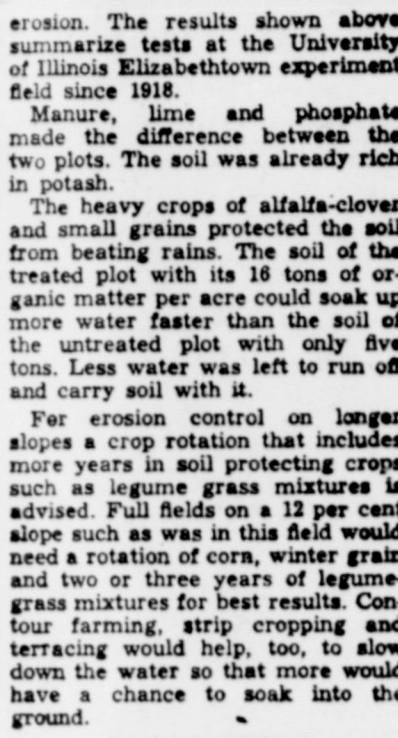 erosion. The results shown above
summarize tests at the University
of Illinois Elizabethtown experiment
field since 1918.
Manure, lime and phosphate
made the difference between the
two plots. The soil was already rich
in potash.
The heavy crops of alfalfa-clover
and small grains protected the soil
from beating rains. The soil of the
treated plot with its 16 tons of or-
ganic matter per acre could soak up
more water faster than the soil of
the untreated plot with only five
tons. Less water was left to run off
and carry soil with it.
For erosion control on longer
slopes a crop rotation that includes
more years in soil protecting crops
such as legume grass mixtures is
advised. Full fields on a 12 per cent
slope such as was in this field would
need a rotation of corn, winter grain
and two or three years of legume-
grass mixtures for best results. Con-
tour farming, strip cropping and
terracing would help, too, to slow
down the water so that more would
have a chance to soak into the
ground.